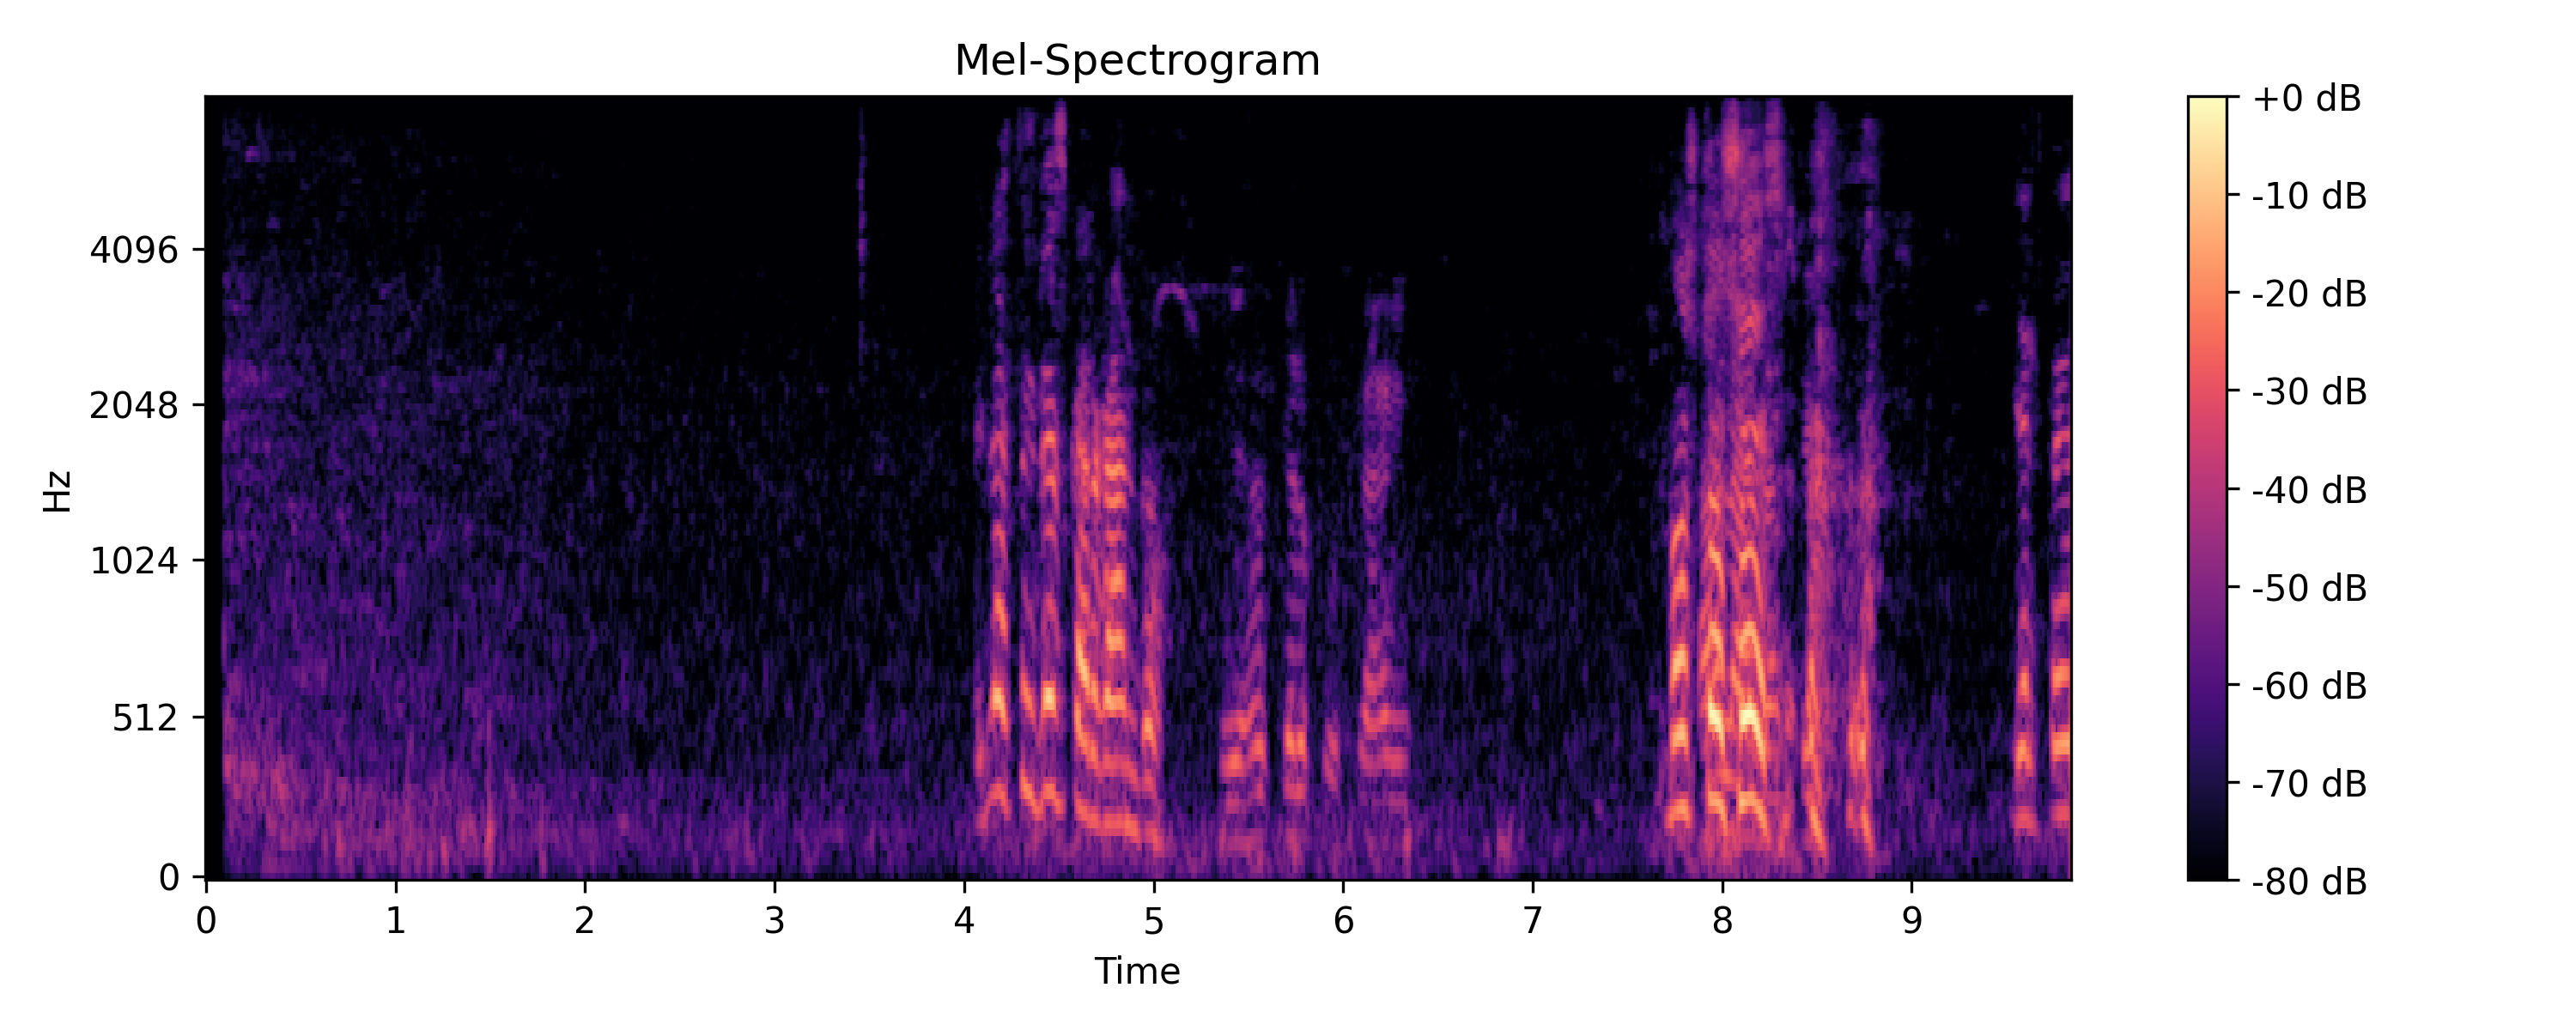 Mel-Spectrogram
+0 dB
-10 dB
-20 dB
-30 dB
-40 dB
-50 dB
-60 dB
-70 dB
-80 dB
Hz
4096
2048
1024
512
0
0 1 2 3 4 5 6 7 8 9
Time